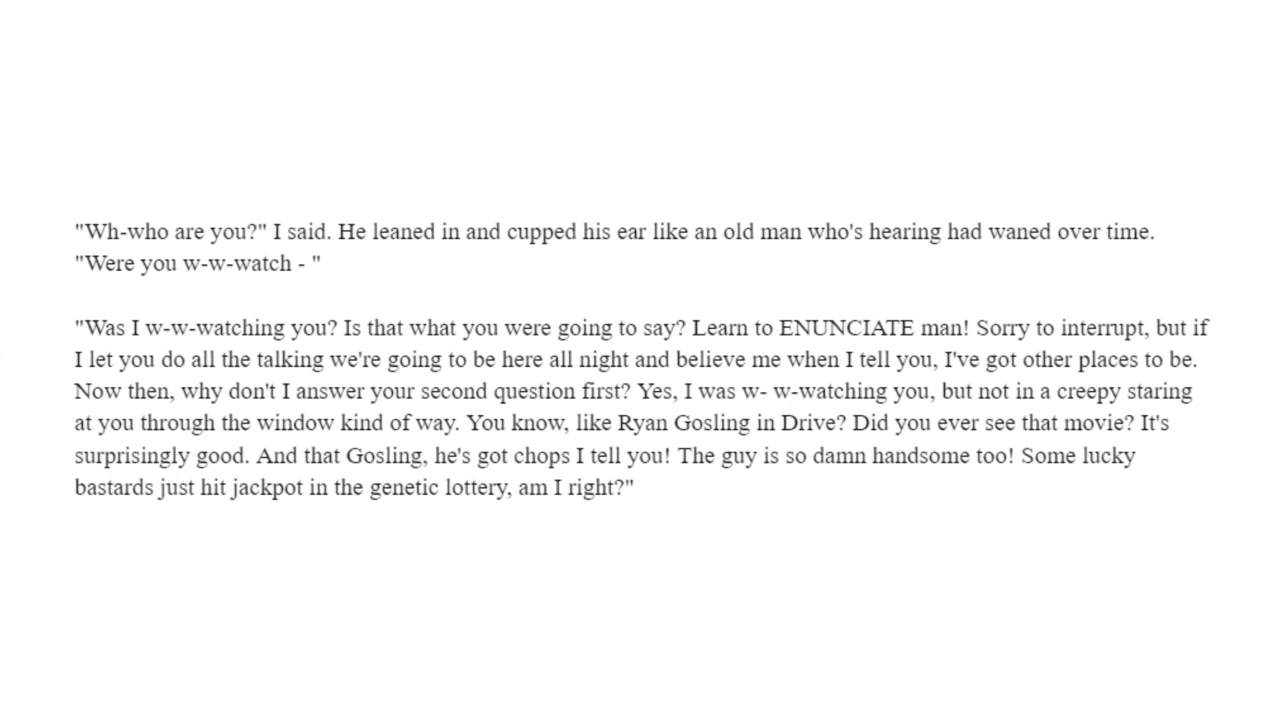 "Wh-who are you?" I said. He leaned in and cupped his ear like an old man who's hearing had waned over time.
"Were you w-w-watch - "
"Was I w-w-watching you? Is that what you were going to say? Learn to ENUNCIATE man! Sorry to interrupt, but if
I let you do all the talking we're going to be here all night and believe me when I tell you, I've got other places to be.
Now then, why don't I answer your second question first? Yes, I was w- w-watching you, but not in a creepy staring
at you through the window kind of way. You know, like Ryan Gosling in Drive? Did you ever see that movie? It's
surprisingly good. And that Gosling, he's got chops I tell you! The guy is so damn handsome too! Some lucky
bastards just hit jackpot in the genetic lottery, am I right?"